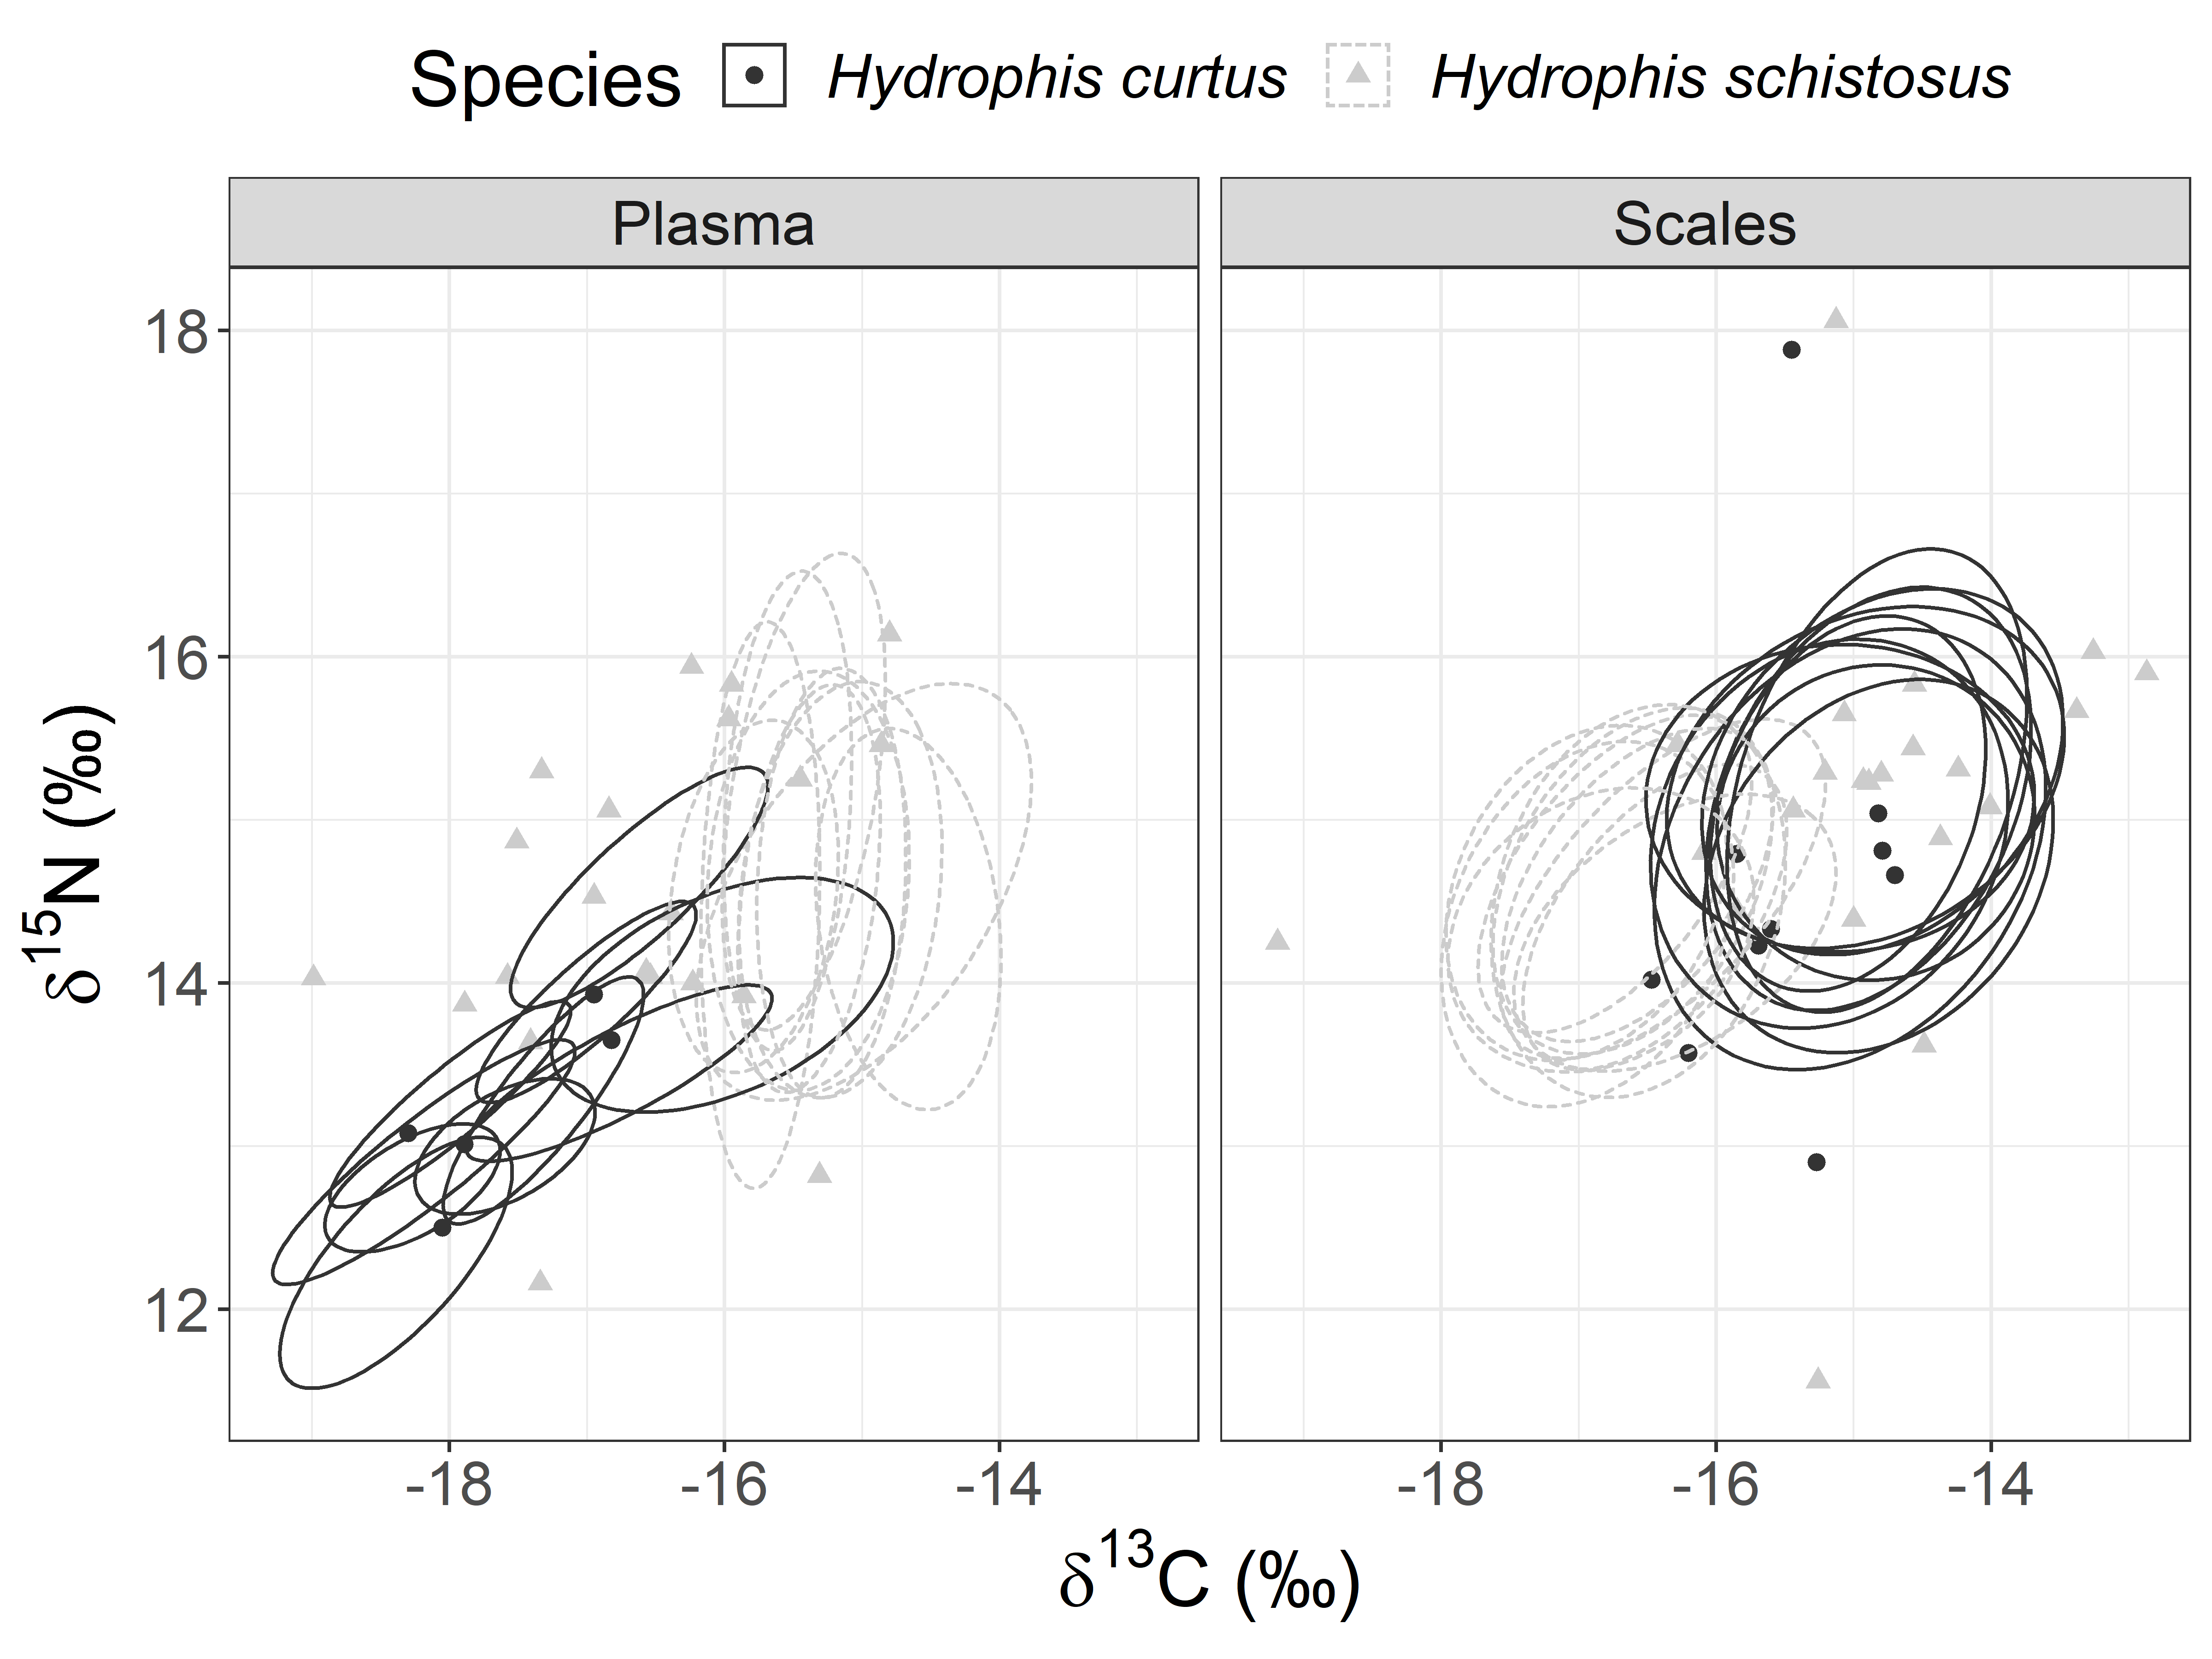 Species Hydrophis curtus Hydrophis schistosus
Plasma Scales
18
16
14
12
δ15N (‰)
-18 -16 -14 -18 -16 -14
δ13C (‰)